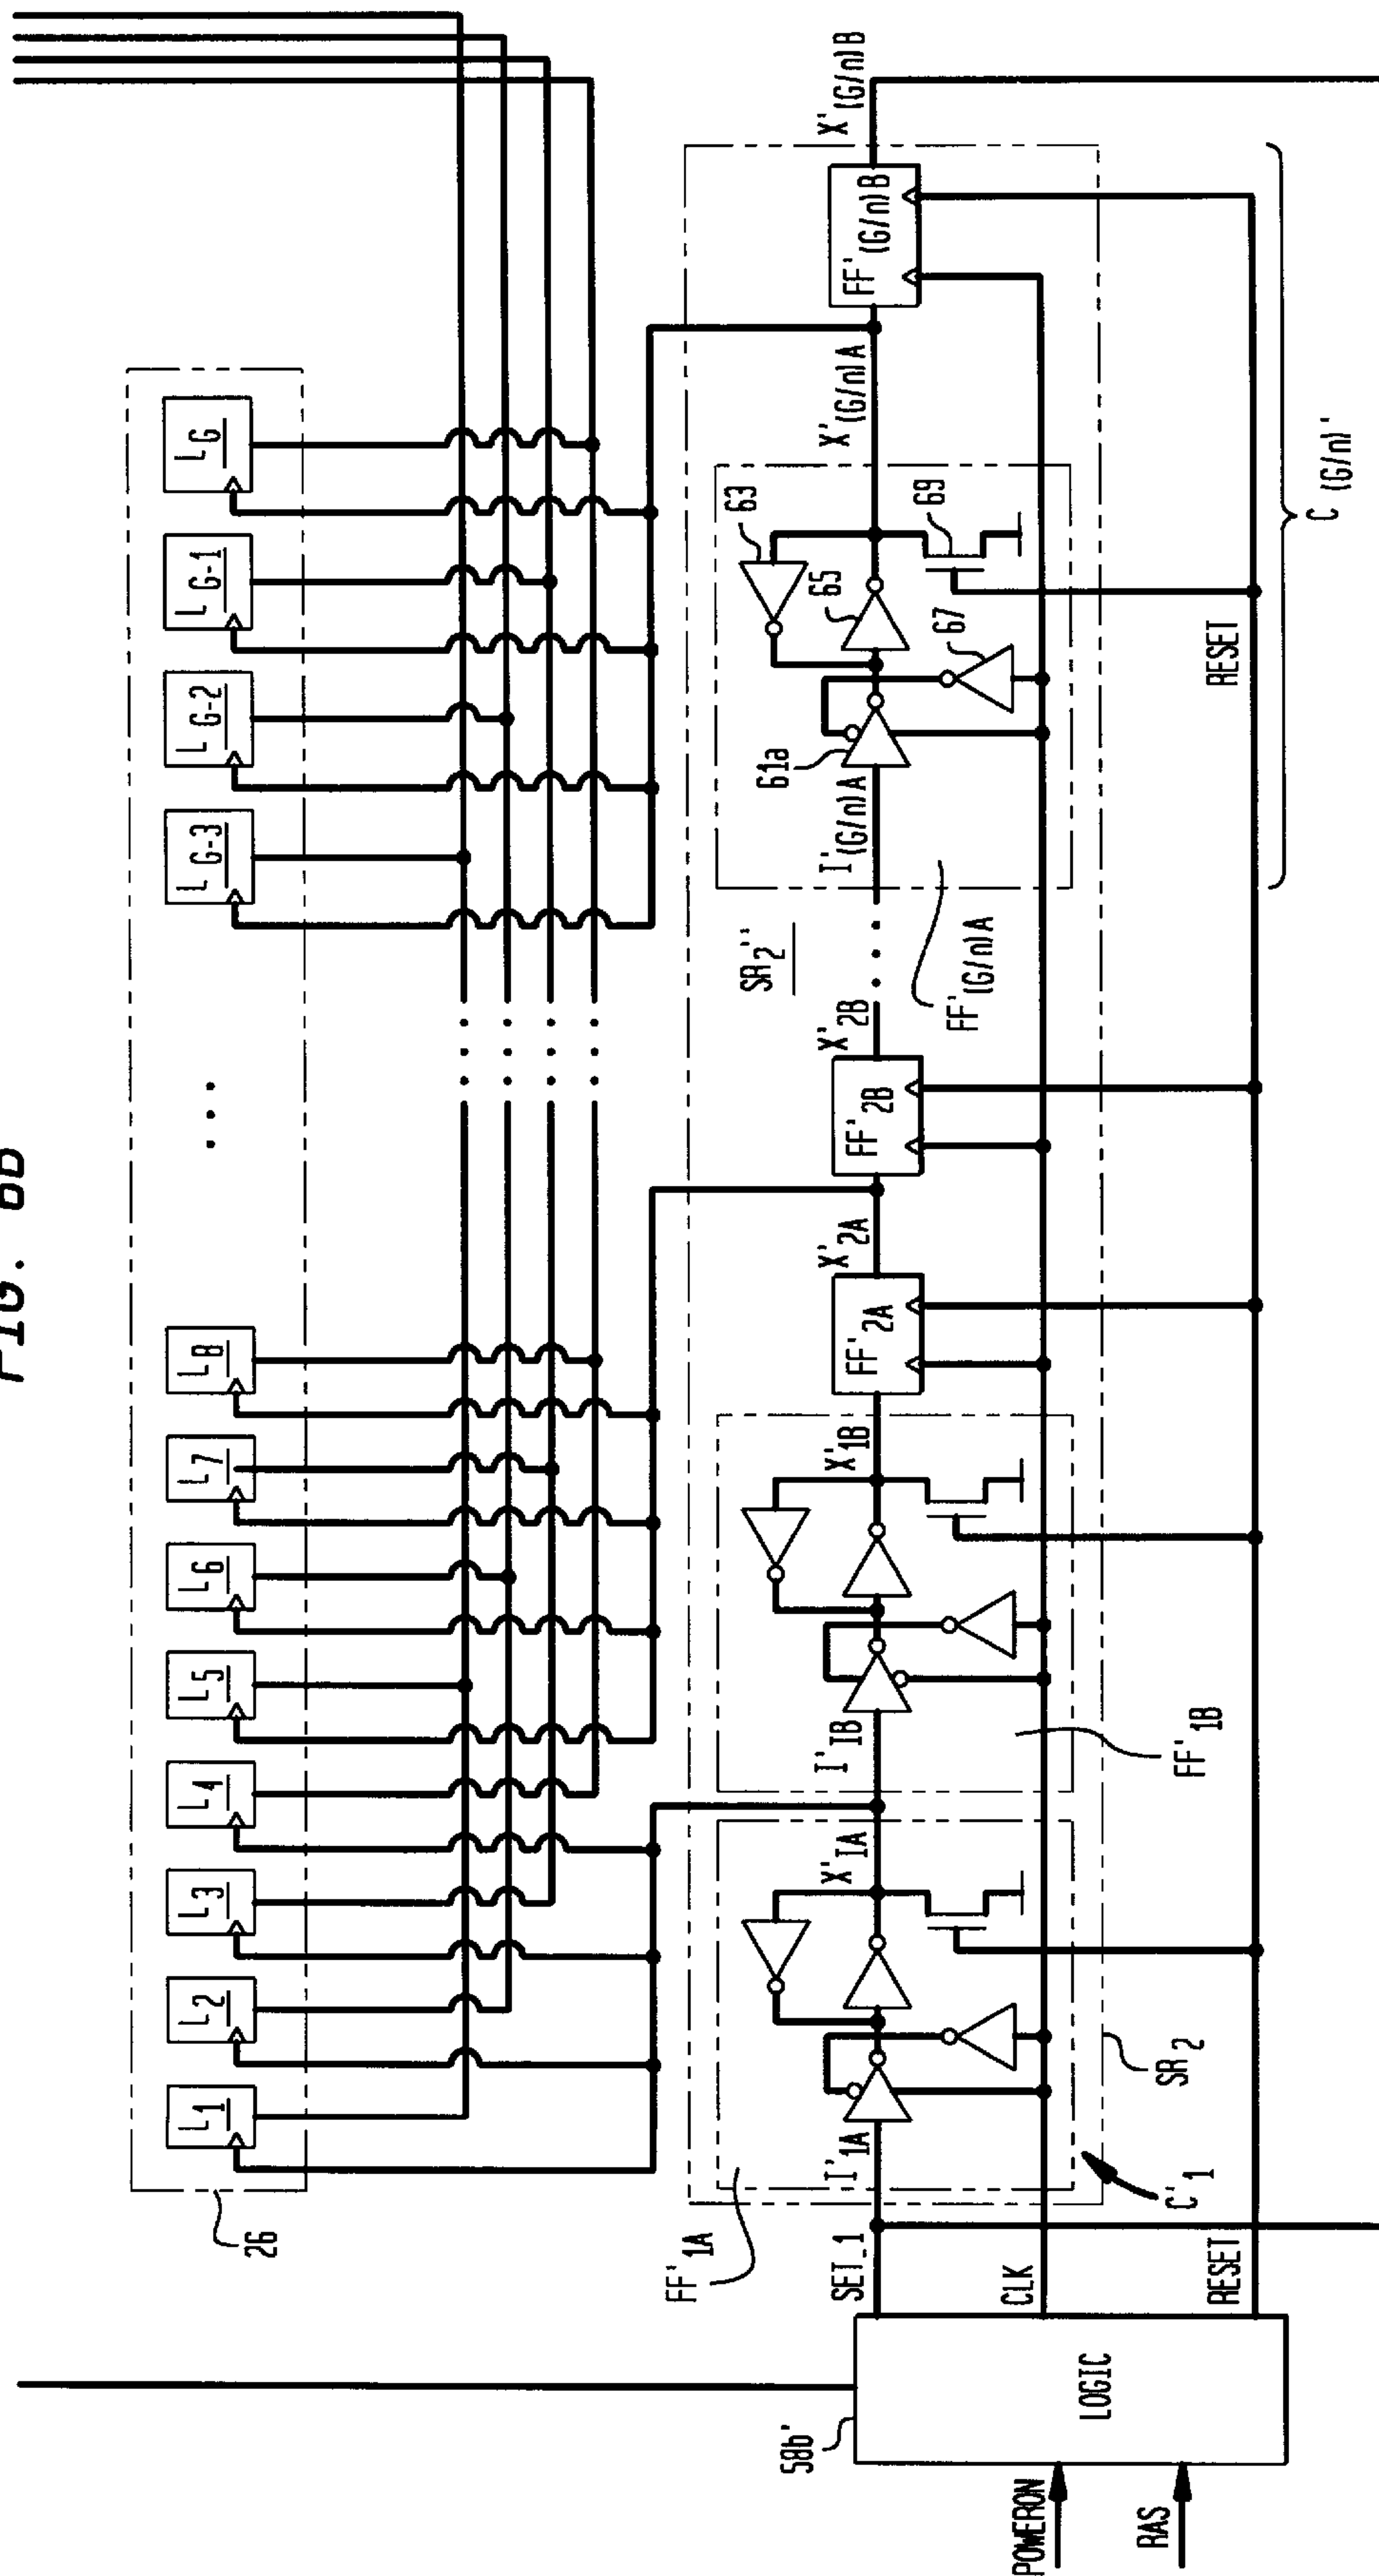 FIG. 8B
26
L1
L2
L3
L4
L5
L6
L7
L8
...
LG-3
LG-2
LG-1
LG
FF'1A
SET_1
I'1A
X'IA
I'IB
X'1B
FF'2A
X'2A
FF'2B
X'2B
SR2''
I'(G/n)A
61a
63
65
67
69
X'(G/n)A
FF'(G/n)B
X'(G/n)B
FF'(G/n)A
FF'1B
SR2
C'1
58b'
LOGIC
CLK
RESET
RESET
C(G/n)'
POWERON
RAS